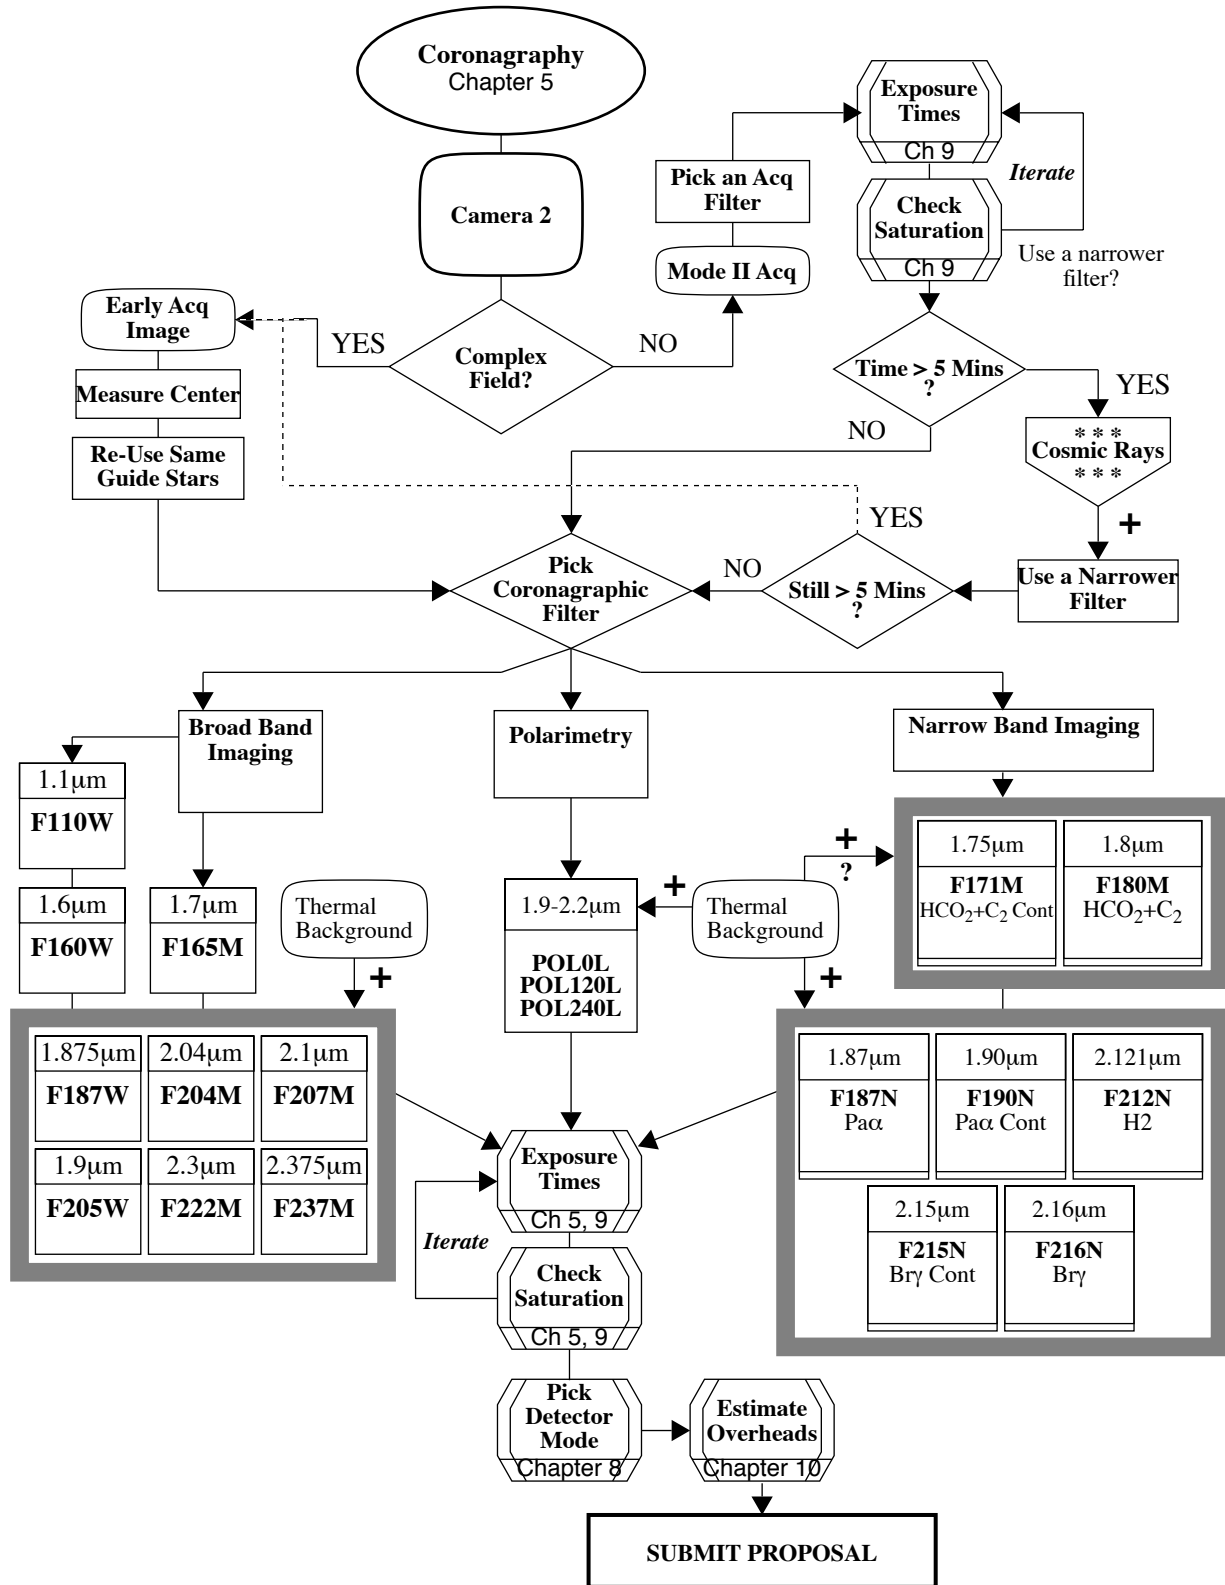 Coronagraphy
Chapter 5
Camera 2
Complex
Field?
YES
NO
Early Acq
Image
Measure Center
Re-Use Same
Guide Stars
Mode II Acq
Pick an Acq
Filter
Exposure
Times
Ch 9
Check
Saturation
Ch 9
Iterate
Use a narrower
filter?
Time > 5 Mins
?
YES
NO
* * *
Cosmic Rays
* * *
+
Use a Narrower
Filter
Still > 5 Mins
?
YES
NO
Pick
Coronagraphic
Filter
Broad Band
Imaging
Polarimetry
Narrow Band Imaging
1.1µm
F110W
1.6µm
F160W
1.7µm
F165M
Thermal
Background
+
1.875µm
F187W
2.04µm
F204M
2.1µm
F207M
1.9µm
F205W
2.3µm
F222M
2.375µm
F237M
1.9-2.2µm
POL0L
POL120L
POL240L
+
Thermal
Background
+
?
+
1.75µm
F171M
HCO₂+C₂ Cont
1.8µm
F180M
HCO₂+C₂
1.87µm
F187N
Paα
1.90µm
F190N
Paα Cont
2.121µm
F212N
H2
2.15µm
F215N
Brγ Cont
2.16µm
F216N
Brγ
Exposure
Times
Ch 5, 9
Iterate
Check
Saturation
Ch 5, 9
Pick
Detector
Mode
Chapter 8
Estimate
Overheads
Chapter 10
SUBMIT PROPOSAL